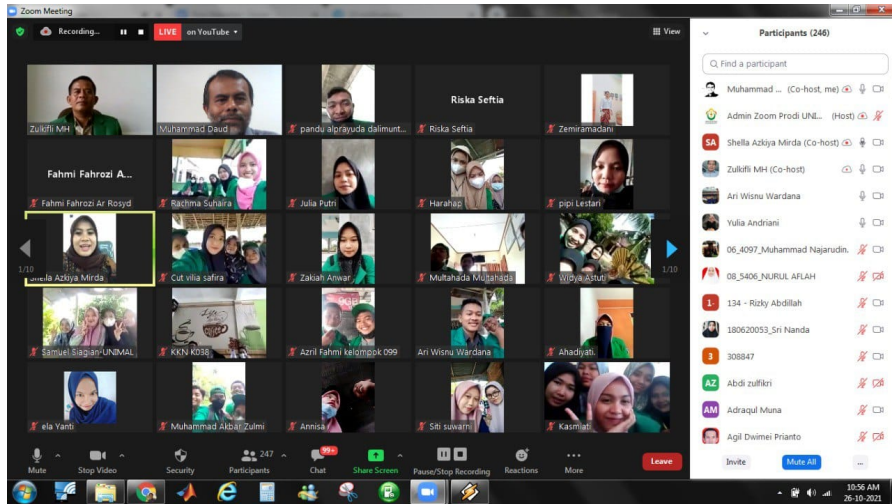 Zoom Meeting
Recording...
LIVE on YouTube
View
Zulkifli MH
Muhammad Daud
pandu alprayuda dalimunt...
Riska Seftia
Riska Seftia
Zemiramadani
Fahmi Fahrozi A...
Fahmi Fahrozi Ar Rosyd
Rachma Suhaira
Julia Putri
Harahap
pipi Lestari
1/10
Shella Azkiya Mirda
Cut vilia safira
Zakiah Anwar
Multahada Multahada
Widya Astuti
1/10
Samuel Siagian-UNIMAL
KKN K038
COFFEE
Azril Fahmi kelompok 099
Ari Wisnu Wardana
Ahadiyati.
ela Yanti
Muhammad Akbar Zulmi
Annisa
Siti suwarni
Kasmiati
Mute
Stop Video
Security
247
Participants
99+
Chat
Share Screen
Pause/Stop Recording
Reactions
More
Leave
Participants (246)
Find a participant
Muhammad ... (Co-host, me)
Admin Zoom Prodi UNI... (Host)
SA Shella Azkiya Mirda (Co-host)
Zulkifli MH (Co-host)
Ari Wisnu Wardana
Yulia Andriani
06_4097_Muhammad Najarudin.
08_5406_NURUL AFLAH
1- 134 - Rizky Abdillah
180620053_Sri Nanda
3 308847
AZ Abdi zulfikri
AM Adraqul Muna
Agil Dwimei Prianto
Invite
Mute All
...
10:56 AM
26-10-2021